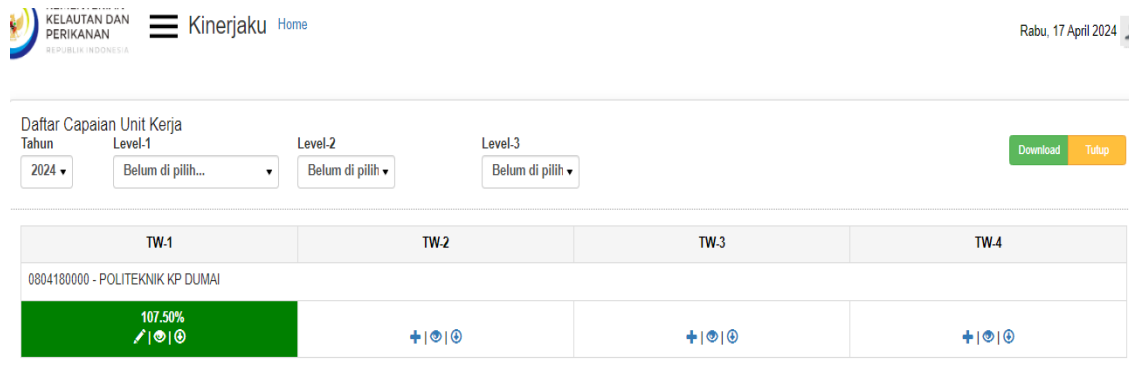 KELAUTAN DAN
PERIKANAN
REPUBLIK INDONESIA
Kinerjaku Home
Rabu, 17 April 2024
Daftar Capaian Unit Kerja
Tahun Level-1 Level-2 Level-3
2024 Belum di pilih... Belum di pilih Belum di pilih
Download Tutup
TW-1 TW-2 TW-3 TW-4
0804180000 - POLITEKNIK KP DUMAI
107.50%